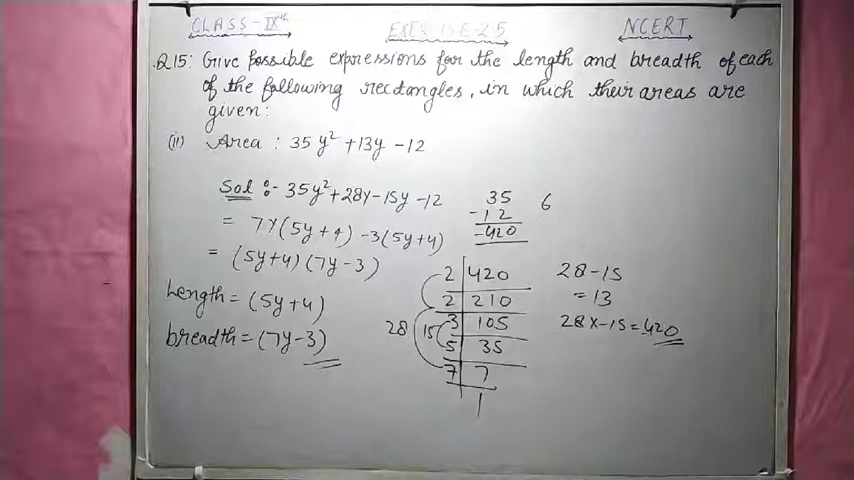 CLASS-IXth EXERCISE-2.5 NCERT
Q15: Give possible expressions for the length and breadth of each
of the following rectangles, in which their areas are
given:
(ii) Area : 35y² + 13y - 12
Sol :- 35y² + 28y - 15y - 12
= 7y(5y+4) - 3(5y+4)
= (5y+4)(7y-3)
Length = (5y+4)
breadth = (7y-3)
35 6
-12
-420
2 420
2 210
3 105
5 35
7 7
1
28 15
28-15
= 13
28x-15=420